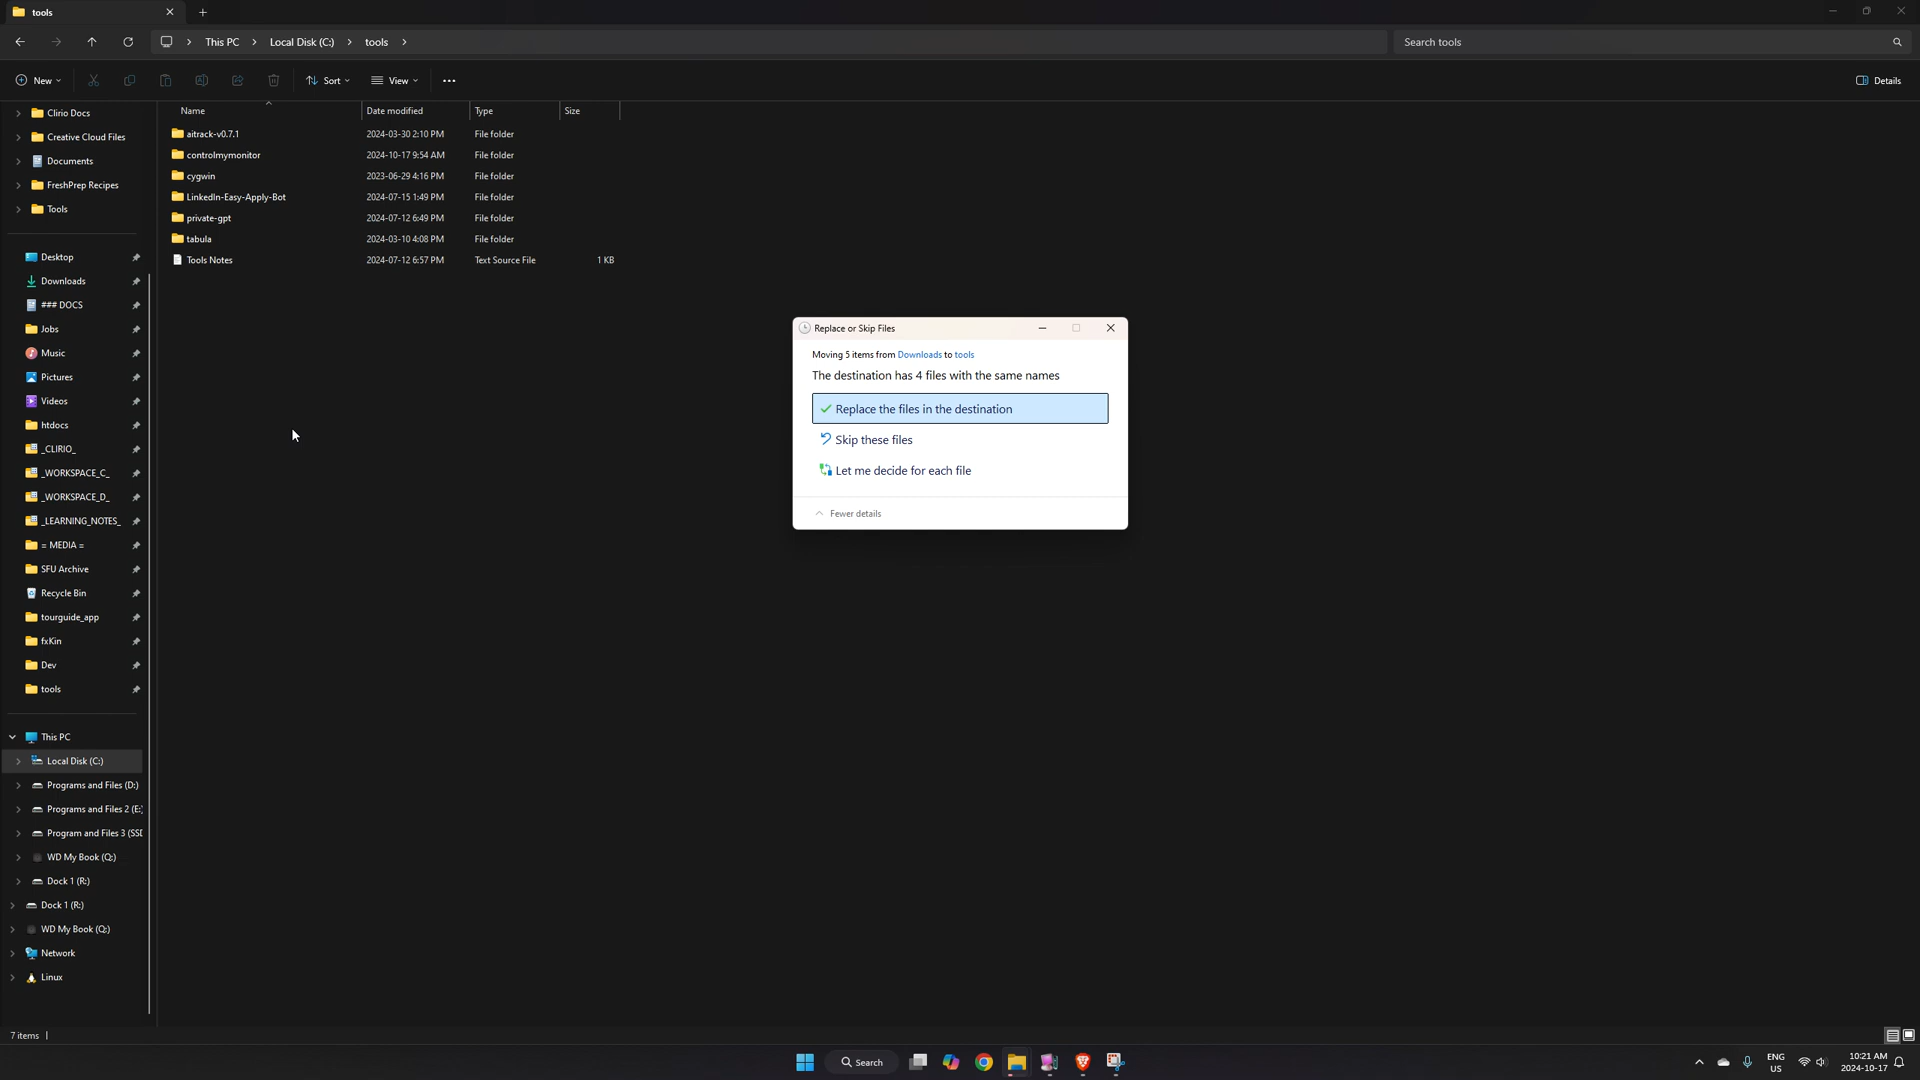 tools
This PC
Local Disk (C:)
tools
Search tools
New
Sort
View
Details
Name Date modified Type Size
aitrack-v0.7.1 2024-03-30 2:10 PM File folder
controlmymonitor 2024-10-17 9:54 AM File folder
cygwin 2023-06-29 4:16 PM File folder
LinkedIn-Easy-Apply-Bot 2024-07-15 1:49 PM File folder
private-gpt 2024-07-12 6:49 PM File folder
tabula 2024-03-10 4:08 PM File folder
Tools Notes 2024-07-12 6:57 PM Text Source File 1 KB
Clirio Docs
Creative Cloud Files
Documents
FreshPrep Recipes
Tools
Desktop
Downloads
### DOCS
Jobs
Music
Pictures
Videos
htdocs
_CLIRIO_
_WORKSPACE_C_
_WORKSPACE_D_
_LEARNING_NOTES_
= MEDIA =
SFU Archive
Recycle Bin
tourguide_app
fxKin
Dev
tools
This PC
Local Disk (C:)
Programs and Files (D:)
Programs and Files 2 (E:
Program and Files 3 (SSD
WD My Book (Q:)
Dock 1 (R:)
Dock 1 (R:)
WD My Book (Q:)
Network
Linux
Replace or Skip Files
Moving 5 items from Downloads to tools
The destination has 4 files with the same names
Replace the files in the destination
Skip these files
Let me decide for each file
Fewer details
7 items
Search
ENG
US
10:21 AM
2024-10-17